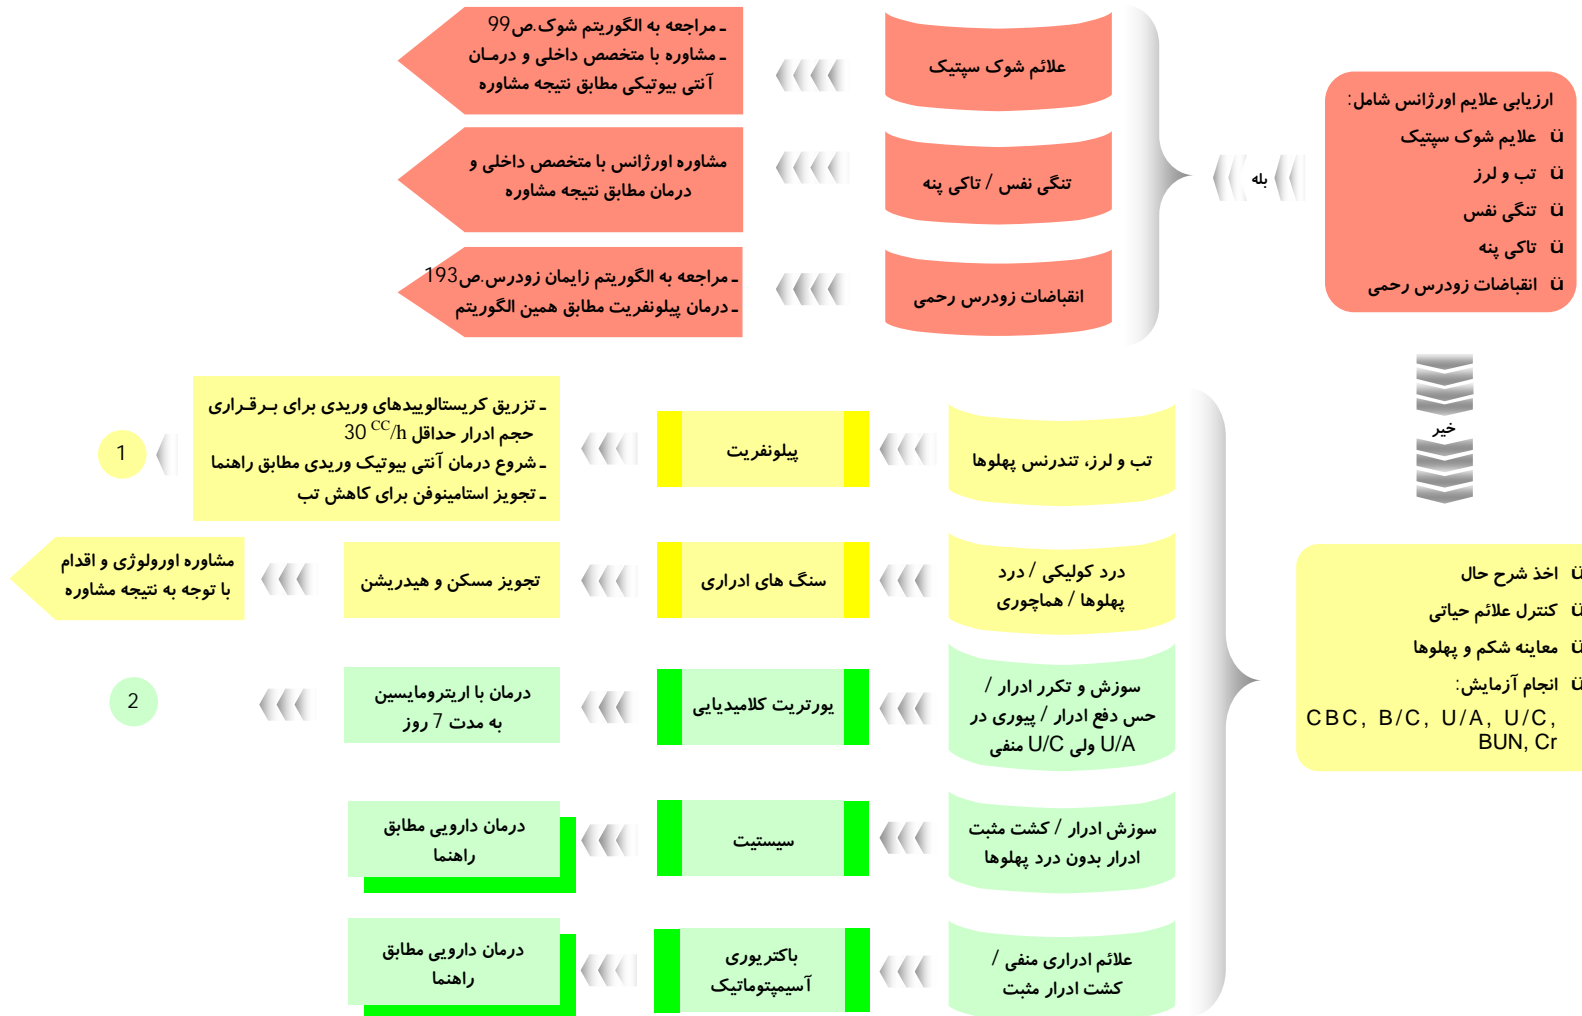 ارزیابی علایم اورژانس شامل:
ü علایم شوک سپتیک
ü تب و لرز
ü تنگی نفس
ü تاکی پنه
ü انقباضات زودرس رحمی
بله
علائم شوک سپتیک
ـ مراجعه به الگوریتم شوک.ص99
ـ مشاوره با متخصص داخلی و درمـان
آنتی بیوتیکی مطابق نتیجه مشاوره
تنگی نفس / تاکی پنه
مشاوره اورژانس با متخصص داخلی و
درمان مطابق نتیجه مشاوره
انقباضات زودرس رحمی
ـ مراجعه به الگوریتم زایمان زودرس.ص193
ـ درمان پیلونفریت مطابق همین الگوریتم
خیر
ü اخذ شرح حال
ü کنترل علائم حیاتی
ü معاینه شکم و پهلوها
ü انجام آزمایش:
CBC, B/C, U/A, U/C,
BUN, Cr
تب و لرز، تندرنس پهلوها
پیلونفریت
ـ تزریق کریستالوییدهای وریدی برای بـرقـراری
حجم ادرار حداقل 30 CC/h
ـ شروع درمان آنتی بیوتیک وریدی مطابق راهنما
ـ تجویز استامینوفن برای کاهش تب
1
درد کولیکی / درد
پهلوها / هماچوری
سنگ های ادراری
تجویز مسکن و هیدریشن
مشاوره اورولوژی و اقدام
با توجه به نتیجه مشاوره
سوزش و تکرر ادرار /
حس دفع ادرار / پیوری در
U/A ولی U/C منفی
یورتریت کلامیدیایی
درمان با اریترومایسین
به مدت 7 روز
2
سوزش ادرار / کشت مثبت
ادرار بدون درد پهلوها
سیستیت
درمان دارویی مطابق
راهنما
علائم ادراری منفی /
کشت ادرار مثبت
باکتریوری
آسیمپتوماتیک
درمان دارویی مطابق
راهنما